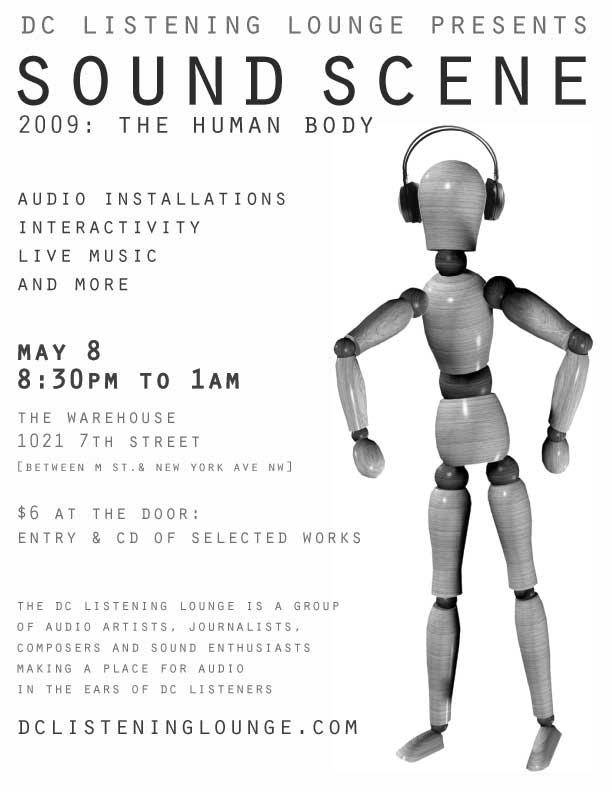 DC LISTENING LOUNGE PRESENTS
SOUND SCENE
2009: THE HUMAN BODY
AUDIO INSTALLATIONS
INTERACTIVITY
LIVE MUSIC
AND MORE
MAY 8
8:30PM TO 1AM
THE WAREHOUSE
1021 7TH STREET
[BETWEEN M ST.& NEW YORK AVE NW]
$6 AT THE DOOR:
ENTRY & CD OF SELECTED WORKS
THE DC LISTENING LOUNGE IS A GROUP
OF AUDIO ARTISTS, JOURNALISTS,
COMPOSERS AND SOUND ENTHUSIASTS
MAKING A PLACE FOR AUDIO
IN THE EARS OF DC LISTENERS
DCLISTENINGLOUNGE.COM